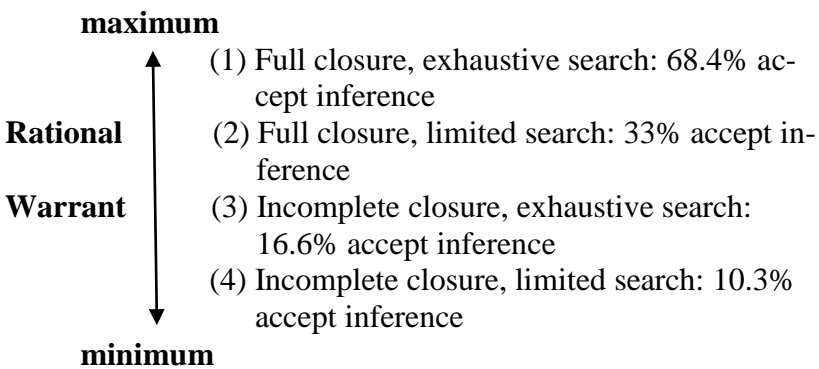 maximum
(1) Full closure, exhaustive search: 68.4% ac-
cept inference
Rational (2) Full closure, limited search: 33% accept in-
ference
Warrant (3) Incomplete closure, exhaustive search:
16.6% accept inference
(4) Incomplete closure, limited search: 10.3%
accept inference
minimum